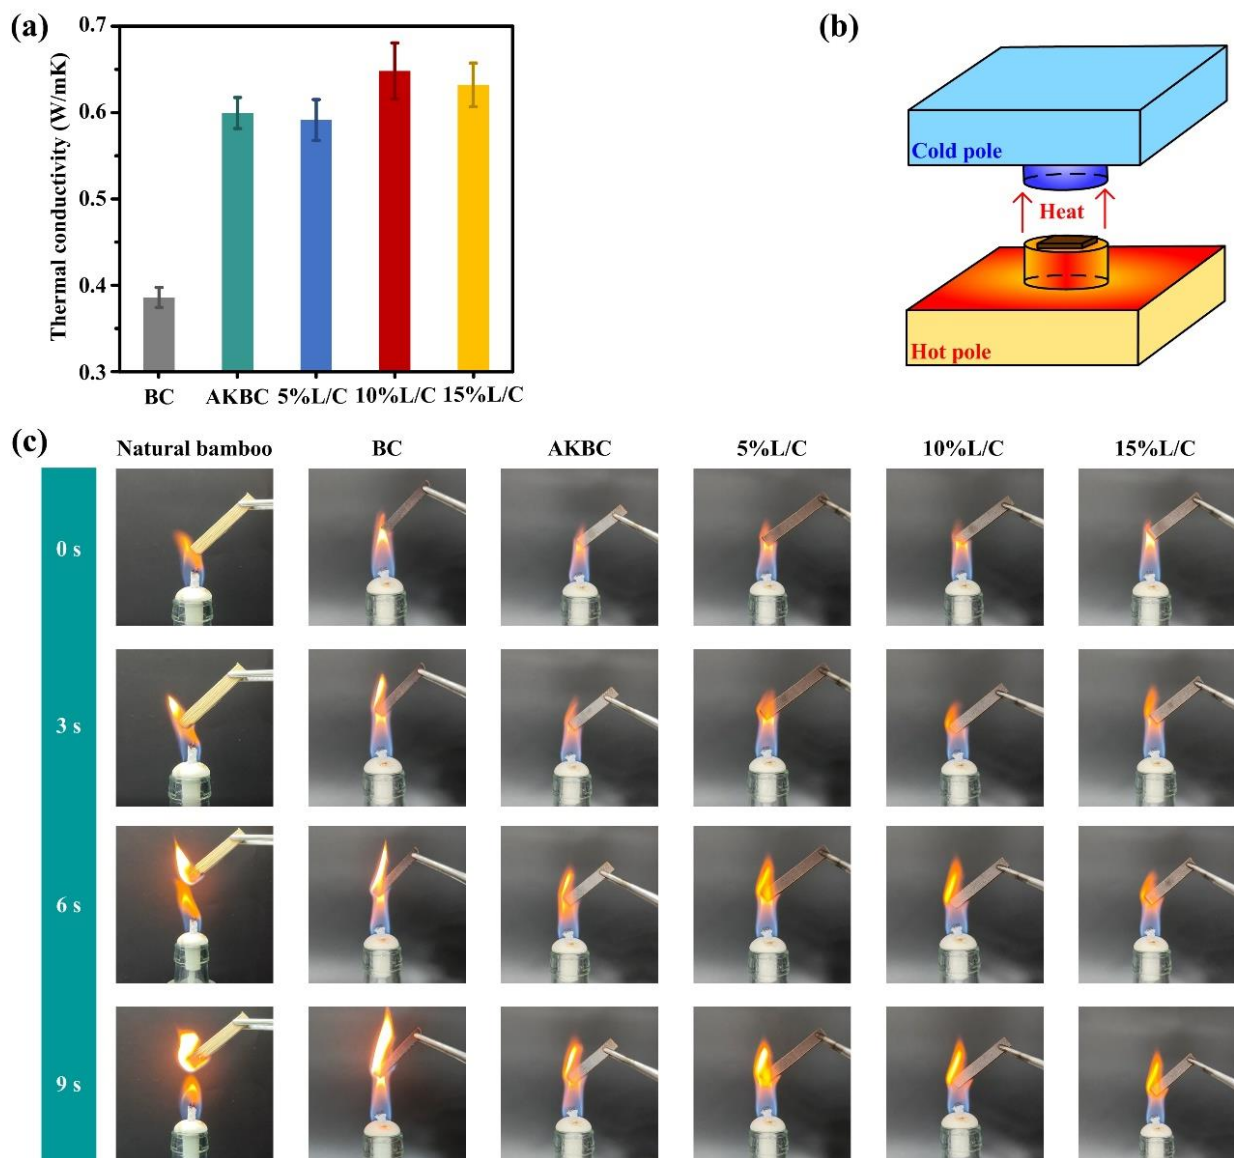 (a)
Thermal conductivity (W/mK)
0.7
0.6
0.5
0.4
0.3
BC AKBC 5%L/C 10%L/C 15%L/C
(b)
Cold pole
Heat
Hot pole
(c)
Natural bamboo BC AKBC 5%L/C 10%L/C 15%L/C
0 s
3 s
6 s
9 s